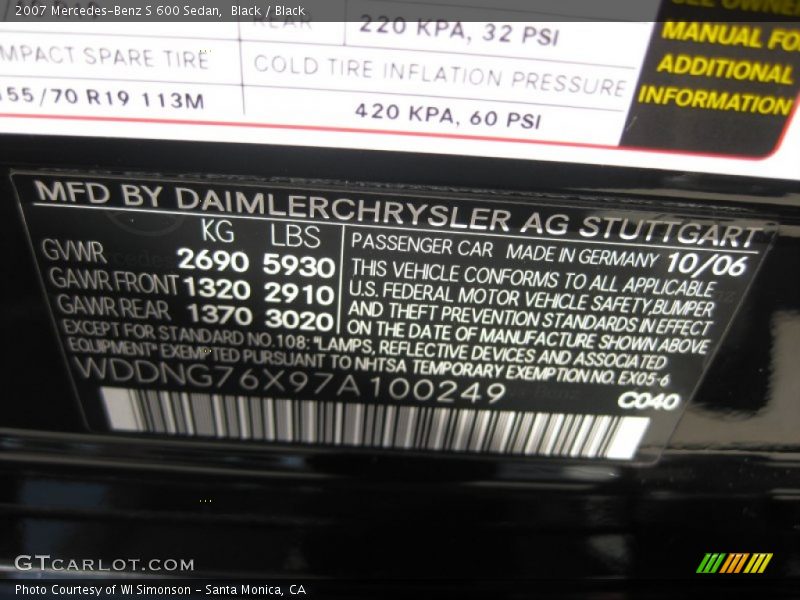 2007 Mercedes-Benz S 600 Sedan,  Black / Black
REAR 220 KPA, 32 PSI
MPACT SPARE TIRE COLD TIRE INFLATION PRESSURE
155/70 R19 113M 420 KPA, 60 PSI
SEE OWNER
MANUAL FO
ADDITIONAL
INFORMATION
MFD BY DAIMLERCHRYSLER AG STUTTGART
KG LBS
GVWR 2690 5930
GAWR FRONT 1320 2910
GAWR REAR 1370 3020
PASSENGER CAR MADE IN GERMANY 10/06
THIS VEHICLE CONFORMS TO ALL APPLICABLE
U.S. FEDERAL MOTOR VEHICLE SAFETY,BUMPER
AND THEFT PREVENTION STANDARDS IN EFFECT
ON THE DATE OF MANUFACTURE SHOWN ABOVE
EXCEPT FOR STANDARD NO.108; "LAMPS, REFLECTIVE DEVICES AND ASSOCIATED
EQUIPMENT" EXEMPTED PURSUANT TO NHTSA TEMPORARY EXEMPTION NO. EX05-6
WDDNG76X97A100249 C040
GTCARLOT.COM
Photo Courtesy of WI Simonson - Santa Monica, CA